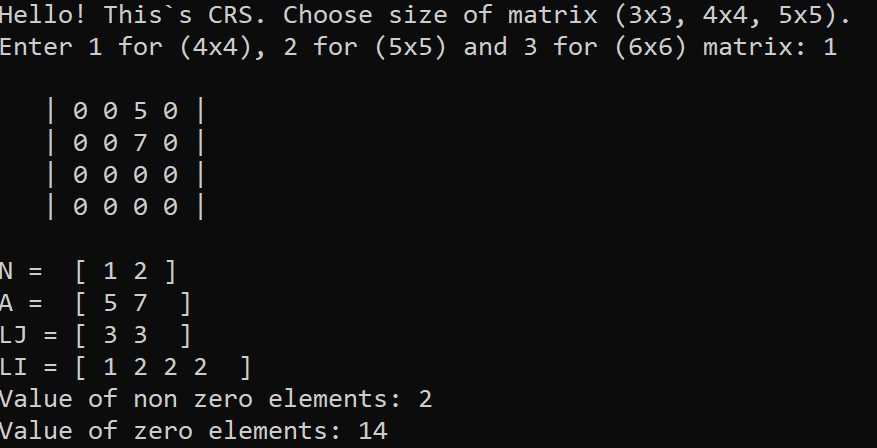 Hello! This`s CRS. Choose size of matrix (3x3, 4x4, 5x5).
Enter 1 for (4x4), 2 for (5x5) and 3 for (6x6) matrix: 1
| 0 0 5 0 |
| 0 0 7 0 |
| 0 0 0 0 |
| 0 0 0 0 |
N =  [ 1 2 ]
A =  [ 5 7  ]
LJ = [ 3 3  ]
LI = [ 1 2 2 2  ]
Value of non zero elements: 2
Value of zero elements: 14